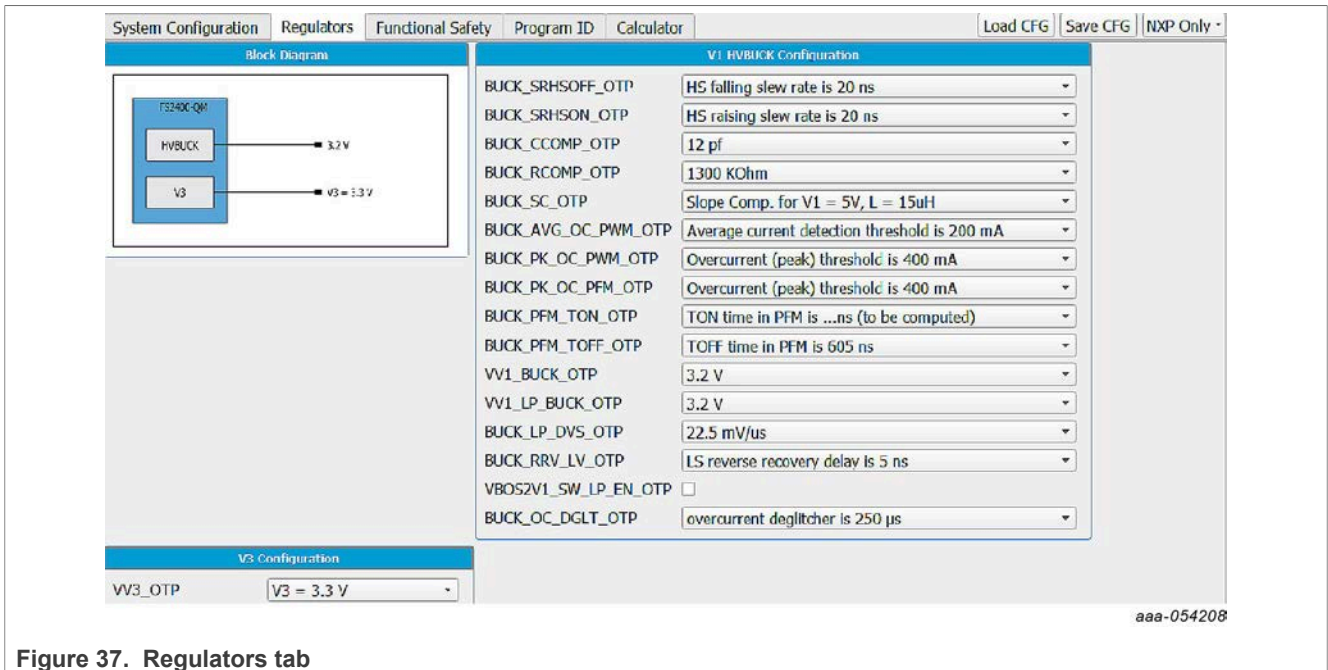 System Configuration Regulators Functional Safety Program ID Calculator Load CFG Save CFG NXP Only
Block Diagram
FS2400-QM
HVBUCK
3.2 V
V3
V3 = 3.3 V
V1 HVBUCK Configuration
BUCK_SRHSOFF_OTP HS falling slew rate is 20 ns
BUCK_SRHSON_OTP HS raising slew rate is 20 ns
BUCK_CCOMP_OTP 12 pf
BUCK_RCOMP_OTP 1300 KOhm
BUCK_SC_OTP Slope Comp. for V1 = 5V, L = 15uH
BUCK_AVG_OC_PWM_OTP Average current detection threshold is 200 mA
BUCK_PK_OC_PWM_OTP Overcurrent (peak) threshold is 400 mA
BUCK_PK_OC_PFM_OTP Overcurrent (peak) threshold is 400 mA
BUCK_PFM_TON_OTP TON time in PFM is ...ns (to be computed)
BUCK_PFM_TOFF_OTP TOFF time in PFM is 605 ns
VV1_BUCK_OTP 3.2 V
VV1_LP_BUCK_OTP 3.2 V
BUCK_LP_DVS_OTP 22.5 mV/us
BUCK_RRV_LV_OTP LS reverse recovery delay is 5 ns
VBOS2V1_SW_LP_EN_OTP
BUCK_OC_DGLT_OTP overcurrent deglitcher is 250 µs
V3 Configuration
VV3_OTP V3 = 3.3 V
aaa-054208
Figure 37. Regulators tab